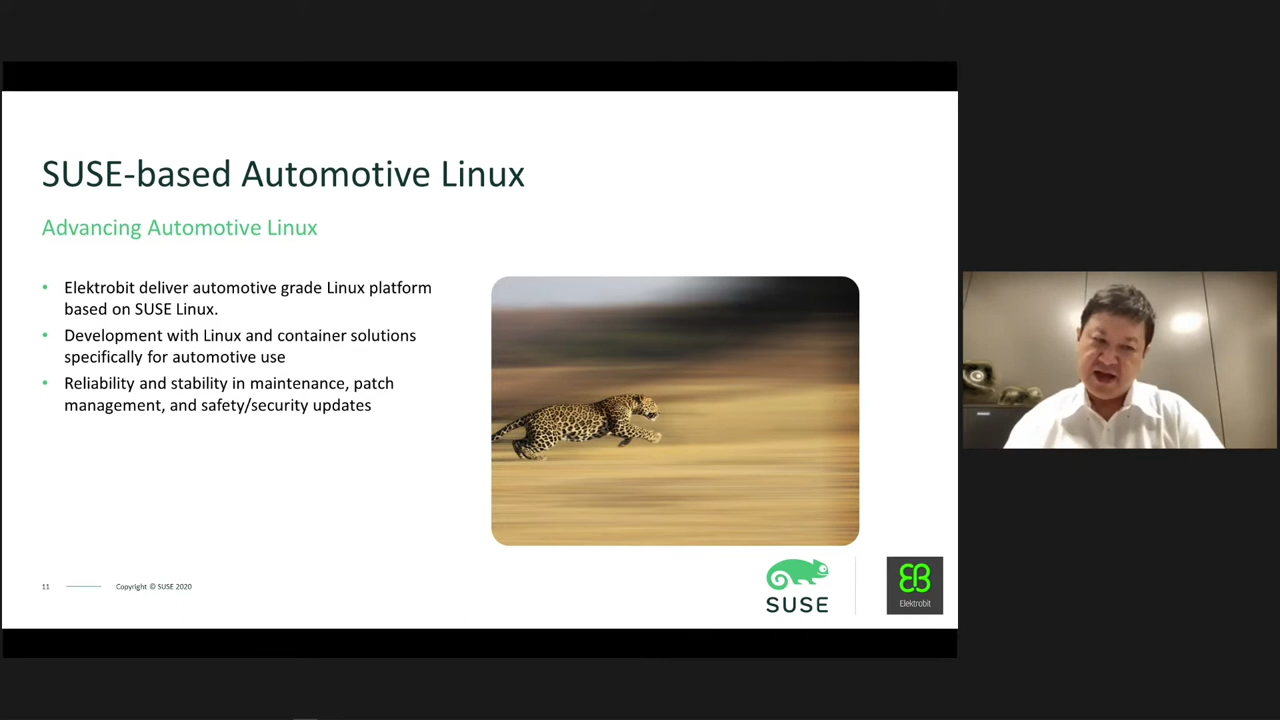 SUSE-based Automotive Linux
Advancing Automotive Linux
• Elektrobit deliver automotive grade Linux platform
based on SUSE Linux.
• Development with Linux and container solutions
specifically for automotive use
• Reliability and stability in maintenance, patch
management, and safety/security updates
11 Copyright © SUSE 2020
SUSE
EB
Elektrobit